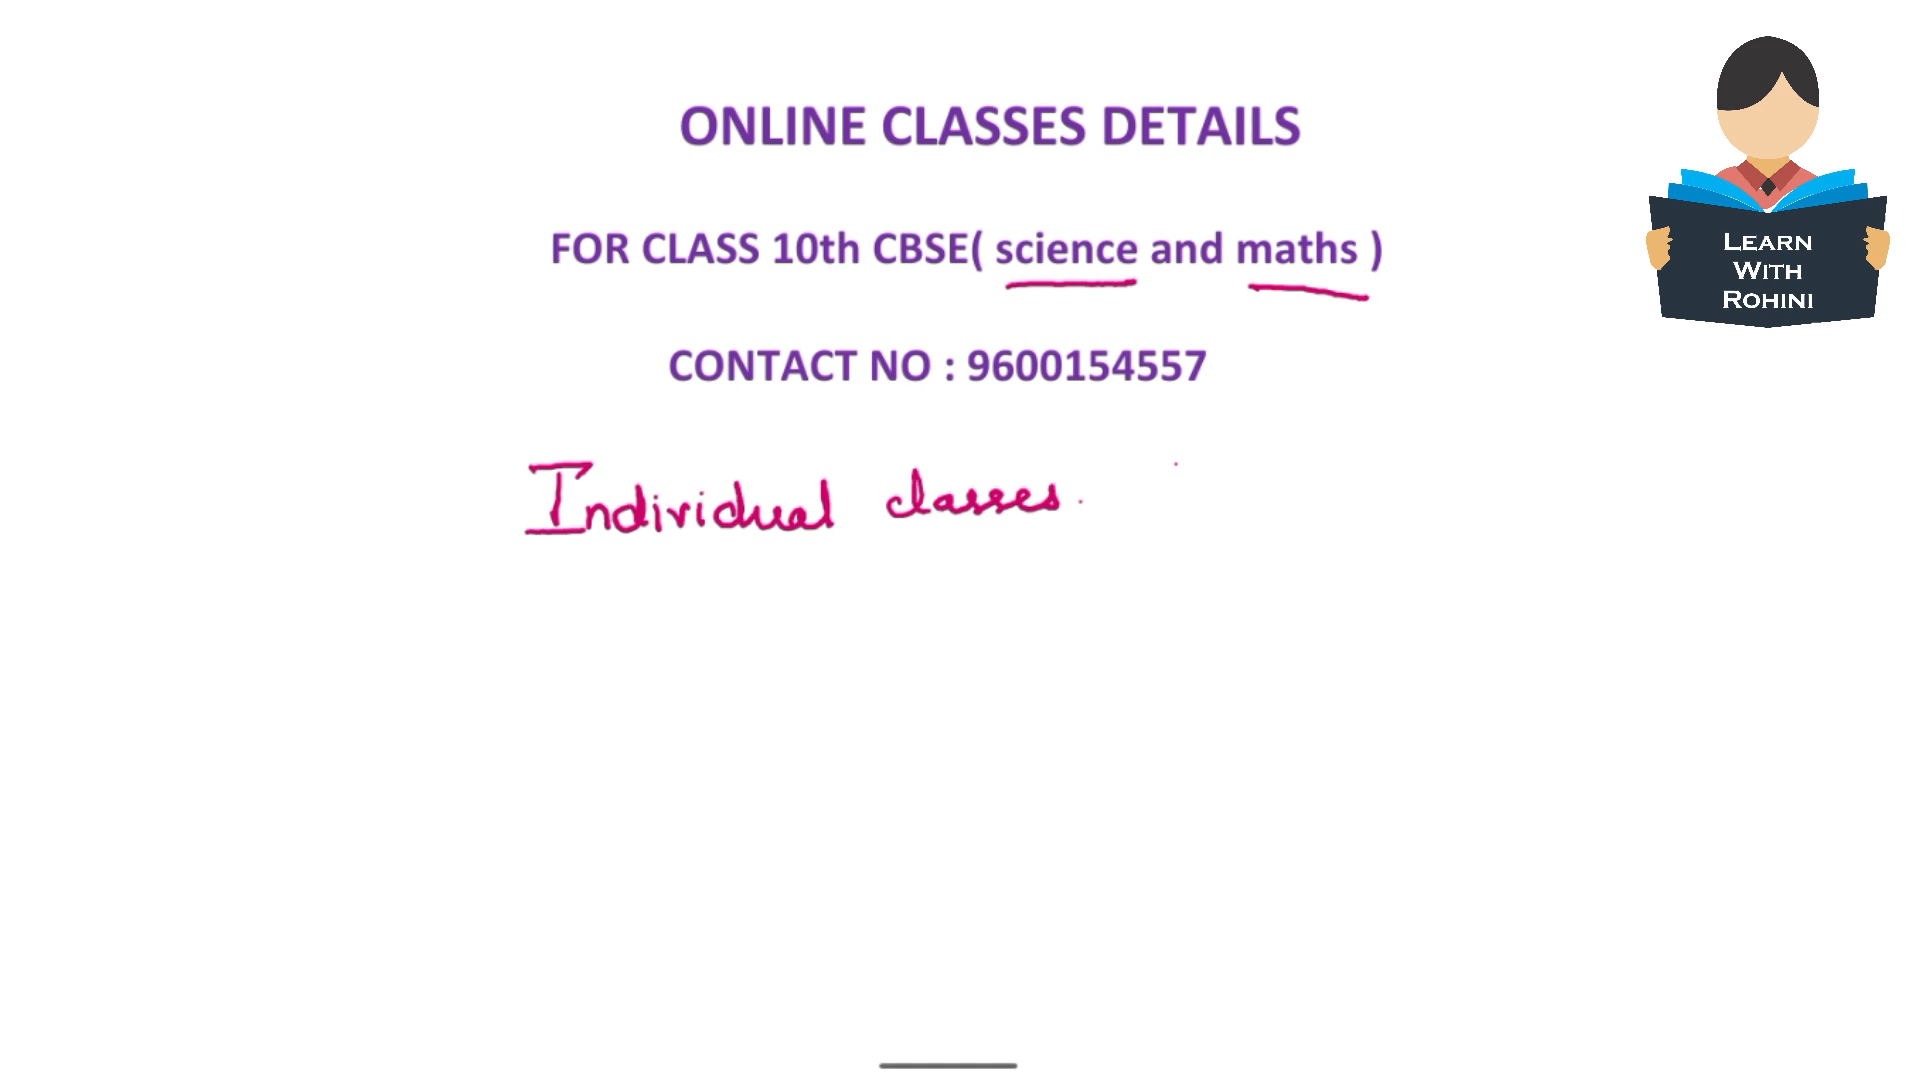 ONLINE CLASSES DETAILS
FOR CLASS 10th CBSE( science and maths )
CONTACT NO : 9600154557
Individual classes.
LEARN
WITH
ROHINI